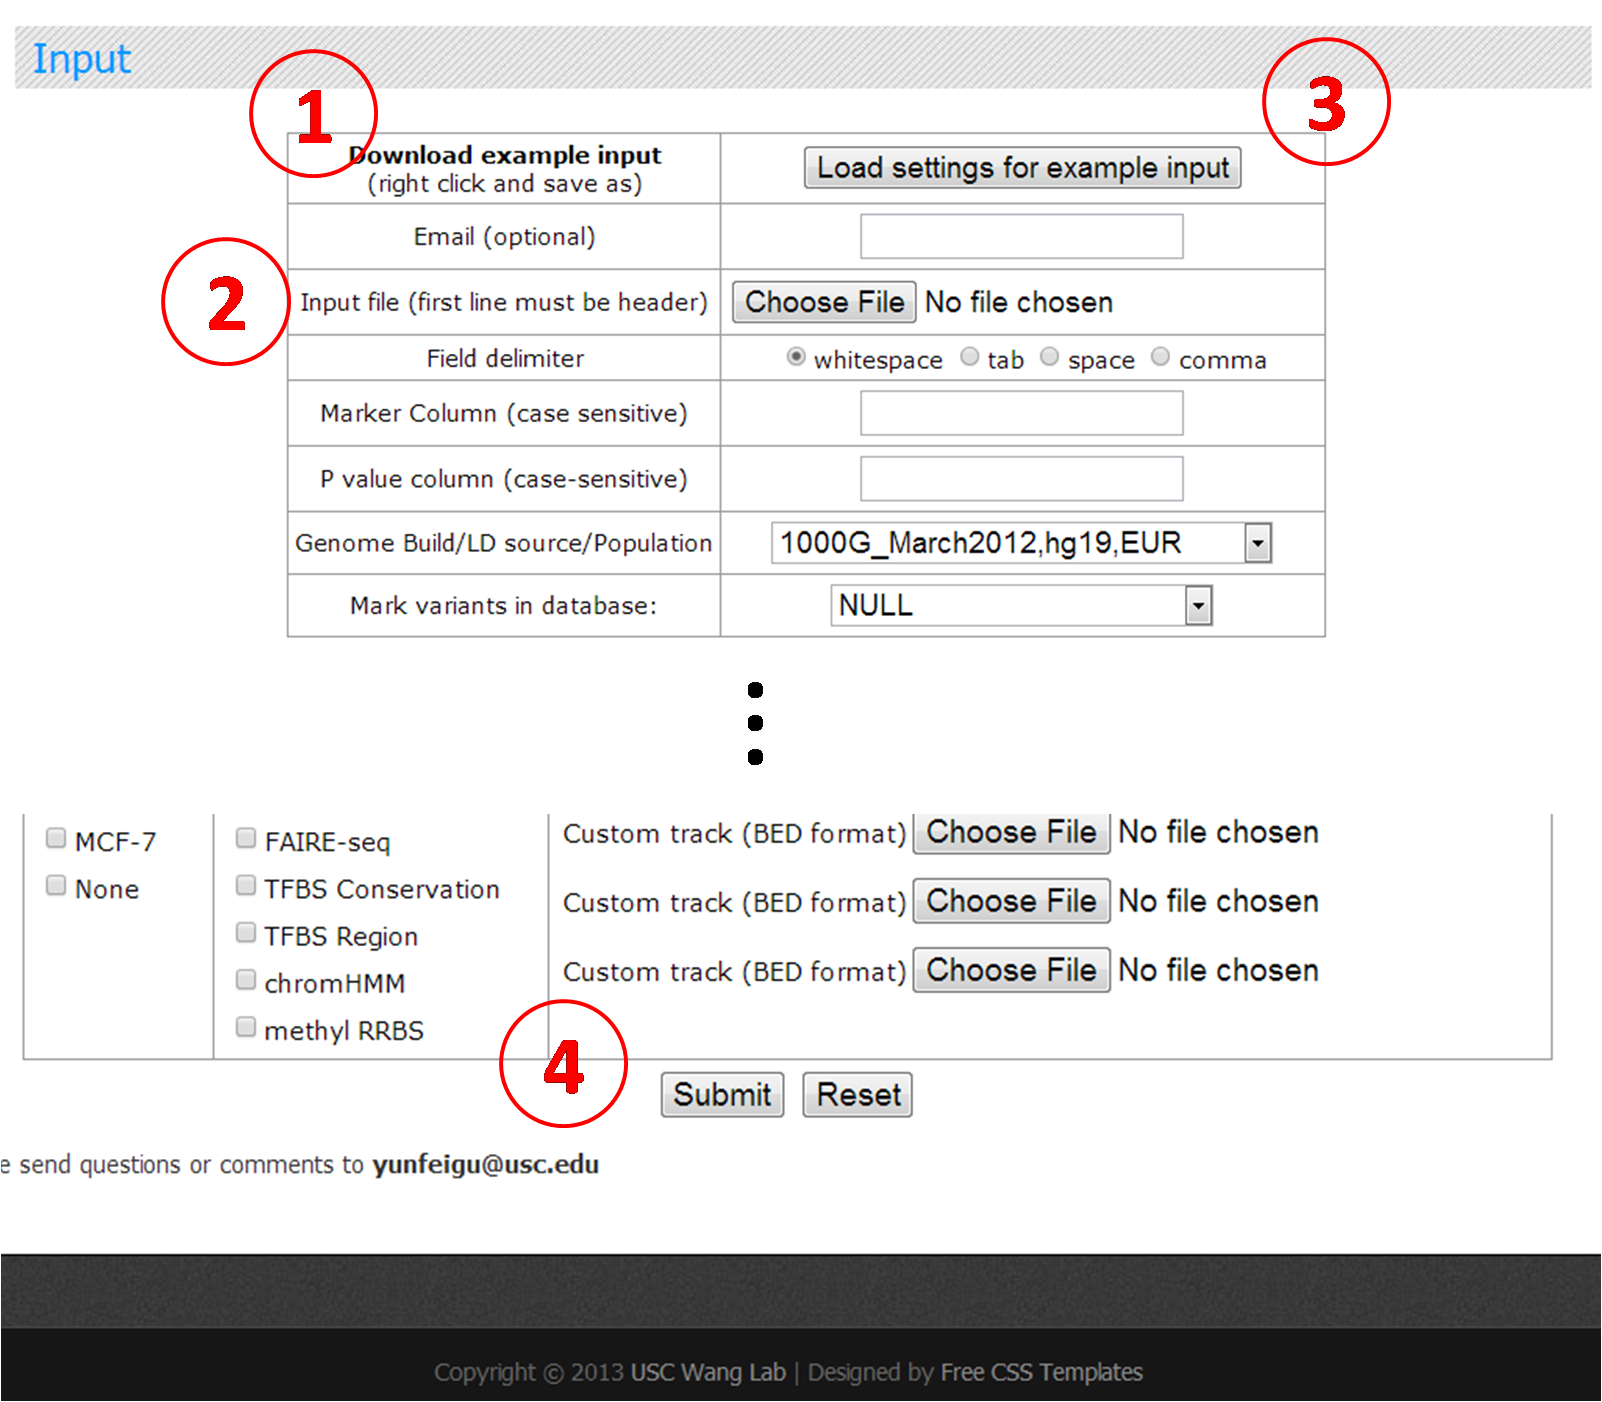 Input
1
3
Download example input
(right click and save as)
Load settings for example input
Email (optional)
2
Input file (first line must be header)
Choose File No file chosen
Field delimiter
whitespace tab space comma
Marker Column (case sensitive)
P value column (case-sensitive)
Genome Build/LD source/Population
1000G_March2012,hg19,EUR
Mark variants in database:
NULL
MCF-7
None
FAIRE-seq
TFBS Conservation
TFBS Region
chromHMM
methyl RRBS
Custom track (BED format) Choose File No file chosen
Custom track (BED format) Choose File No file chosen
Custom track (BED format) Choose File No file chosen
4
Submit Reset
e send questions or comments to yunfeigu@usc.edu
Copyright © 2013 USC Wang Lab | Designed by Free CSS Templates